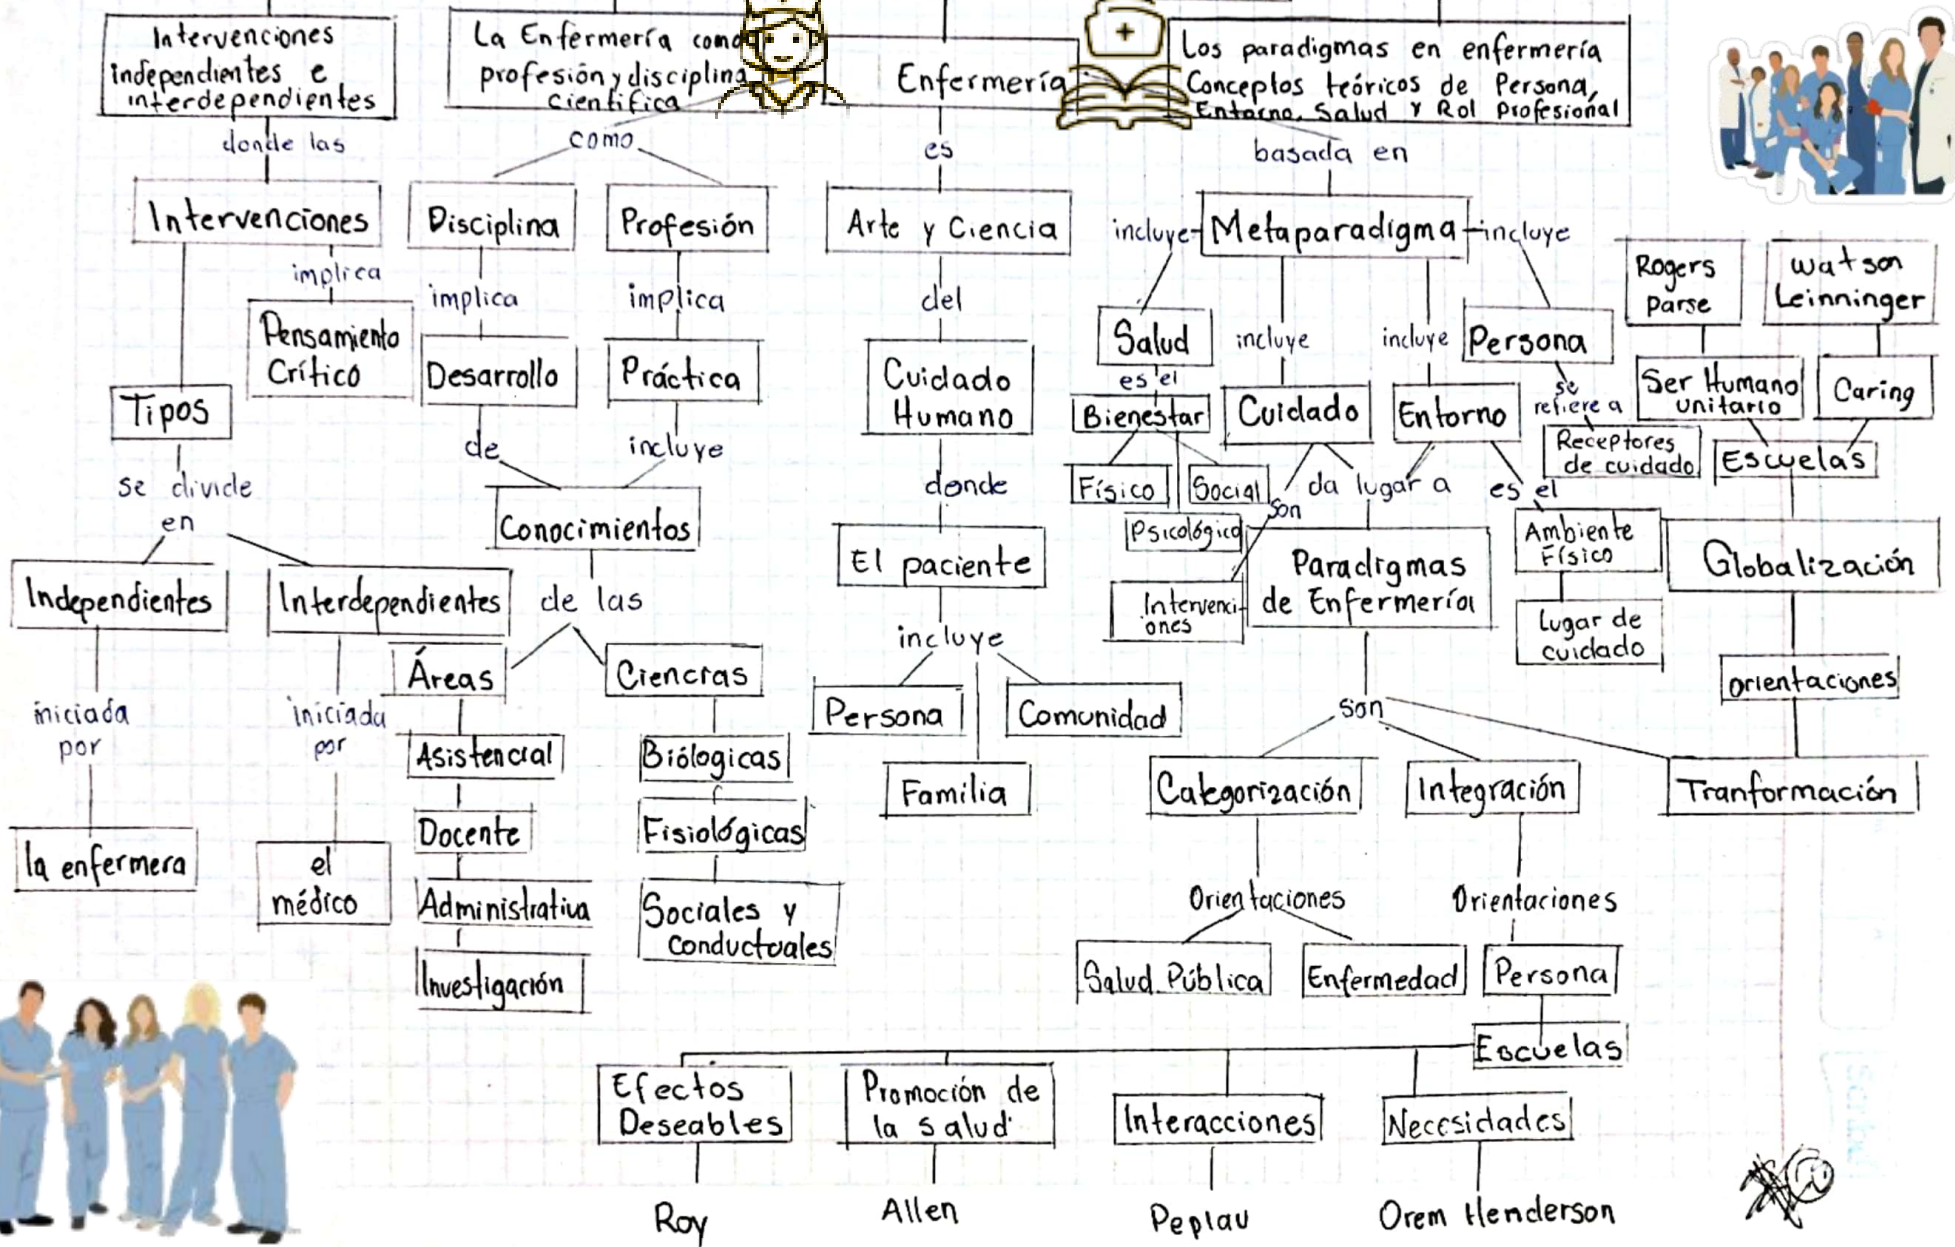 Intervenciones
independientes e
interdependientes
donde las
Intervenciones
implica
Pensamiento
Crítico
Tipos
se divide
en
Independientes
Interdependientes
iniciada
por
la enfermera
iniciada
por
el
médico
La Enfermería como
profesión y disciplina
científica
como
Disciplina
Profesión
implica
implica
Desarrollo
Práctica
de
incluye
Conocimientos
de las
Áreas
Asistencial
Docente
Administrativa
Investigación
Ciencias
Biólogicas
Fisiológicas
Sociales y
conductuales
Enfermería
es
Arte y Ciencia
del
Cuidado
Humano
donde
El paciente
incluye
Persona
Comunidad
Familia
Los paradigmas en enfermería
Conceptos teóricos de Persona,
Entorno, Salud y Rol Profesional
basada en
incluye
Metaparadigma
incluye
Salud
es el
Bienestar
Físico
Social
Psicológico
incluye
Cuidado
son
Intervenci-
ones
da lugar a
incluye
Entorno
es el
Ambiente
Físico
Lugar de
cuidado
Persona
se
refiere a
Receptores
de cuidado
Paradigmas
de Enfermería
son
Categorización
Integración
Tranformación
Orientaciones
Salud Pública
Enfermedad
Orientaciones
Persona
Escuelas
Efectos
Deseables
Promoción de
la salud
Interacciones
Necesidades
Roy
Allen
Peplau
Orem Henderson
Rogers
Parse
Watson
Leinninger
Ser Humano
unitario
Caring
Escuelas
Globalización
orientaciones